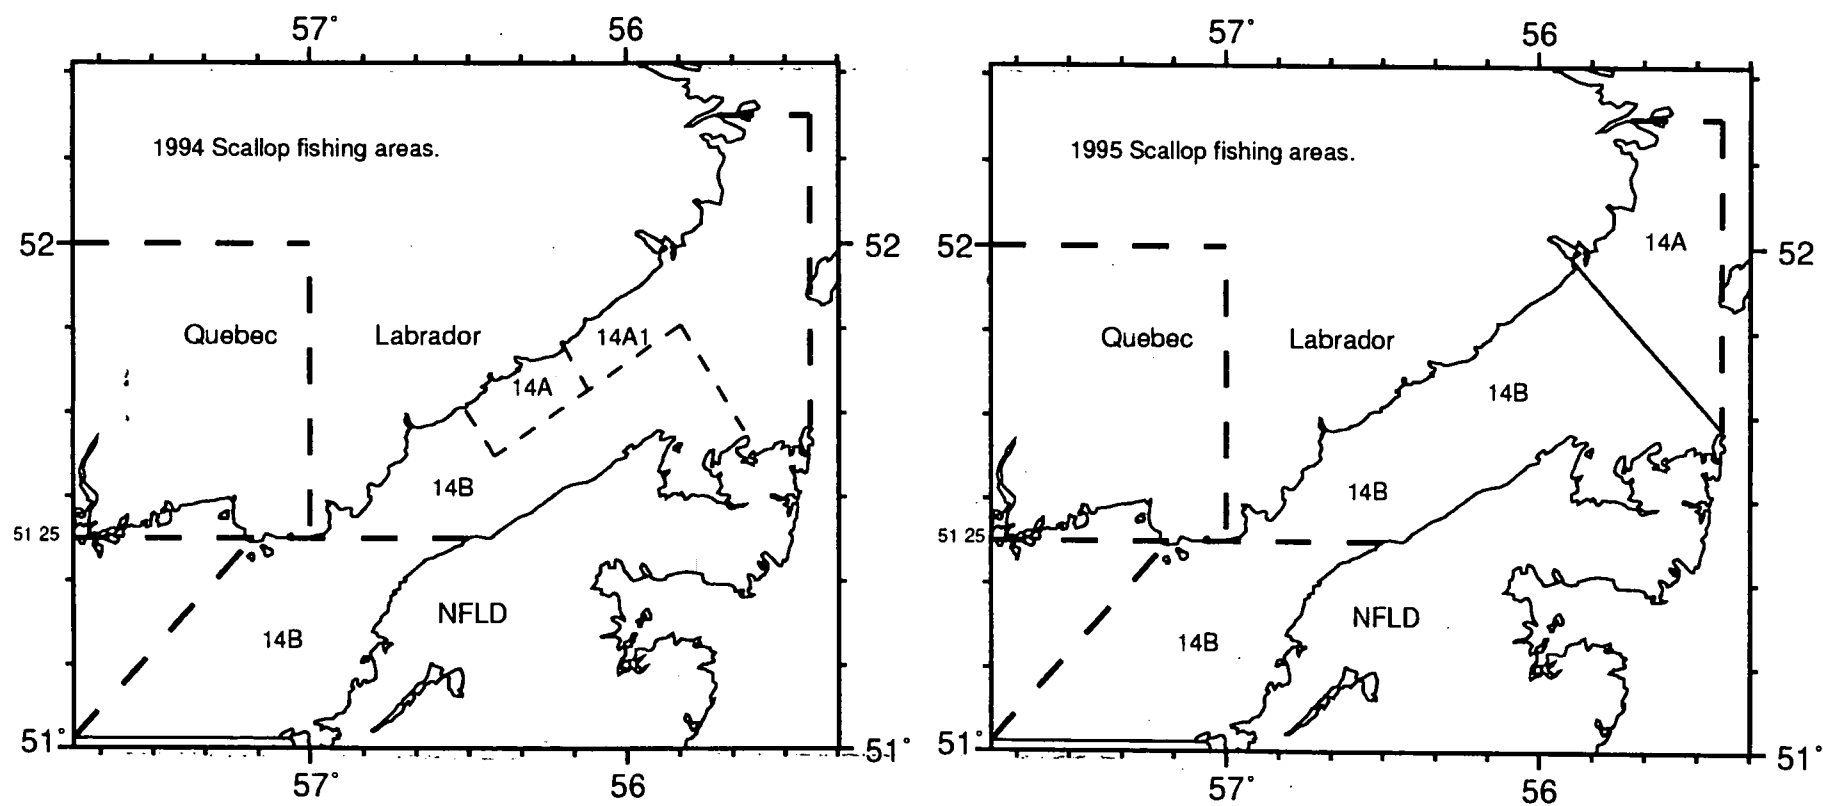 57° 56
1994 Scallop fishing areas.
52 52
Quebec Labrador 14A1
14A
14B
51 25
NFLD
14B
51° 51°
57° 56
57° 56
1995 Scallop fishing areas.
14A
52 52
Quebec Labrador
14B
14B
51 25
NFLD
14B
51° 51°
57° 56